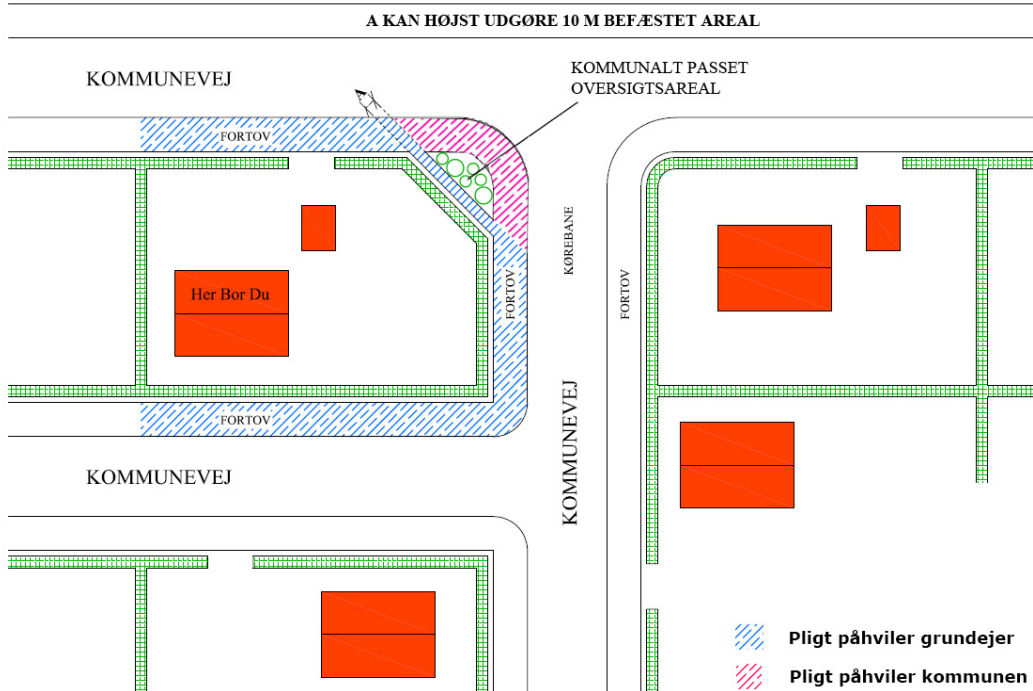 A KAN HØJST UDGØRE 10 M BEFÆSTET AREAL
KOMMUNEVEJ
KOMMUNALT PASSET
OVERSIGTSAREAL
FORTOV
KØREBANE
Her Bor Du
FORTOV
FORTOV
FORTOV
KOMMUNEVEJ
KOMMUNEVEJ
Pligt påhviler grundejer
Pligt påhviler kommunen